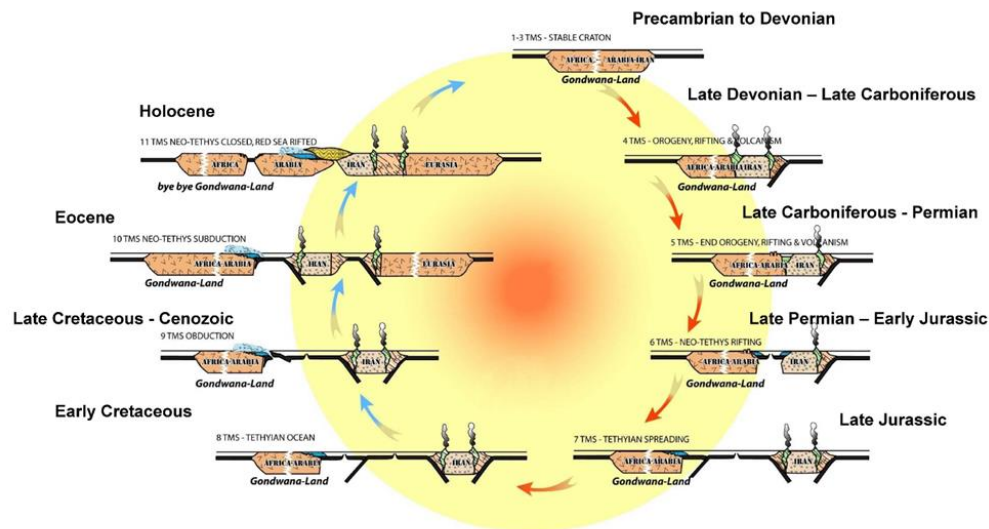 Precambrian to Devonian
1-3 TMS - STABLE CRATON
AFRICA - ARABIA-IRAN
Gondwana-Land
Late Devonian – Late Carboniferous
4 TMS - OROGENY, RIFTING & VOLCANISM
AFRICA-ARABIA IRAN
Gondwana-Land
Late Carboniferous - Permian
5 TMS - END OROGENY, RIFTING & VOLCANISM
AFRICA-ARABIA IRAN
Gondwana-Land
Late Permian – Early Jurassic
6 TMS - NEO-TETHYS RIFTING
AFRICA-ARABIA IRAN
Gondwana-Land
Late Jurassic
7 TMS - TETHYIAN SPREADING
AFRICA-ARABIA IRAN
Gondwana-Land
Early Cretaceous
8 TMS - TETHYIAN OCEAN
AFRICA-ARABIA IRAN
Gondwana-Land
Late Cretaceous - Cenozoic
9 TMS OBDUCTION
AFRICA-ARABIA IRAN
Gondwana-Land
Eocene
10 TMS NEO-TETHYS SUBDUCTION
AFRICA-ARABIA IRAN EURASIA
Gondwana-Land
Holocene
11 TMS NEO-TETHYS CLOSED, RED SEA RIFTED
AFRICA ARABIA IRAN EURASIA
bye bye Gondwana-Land